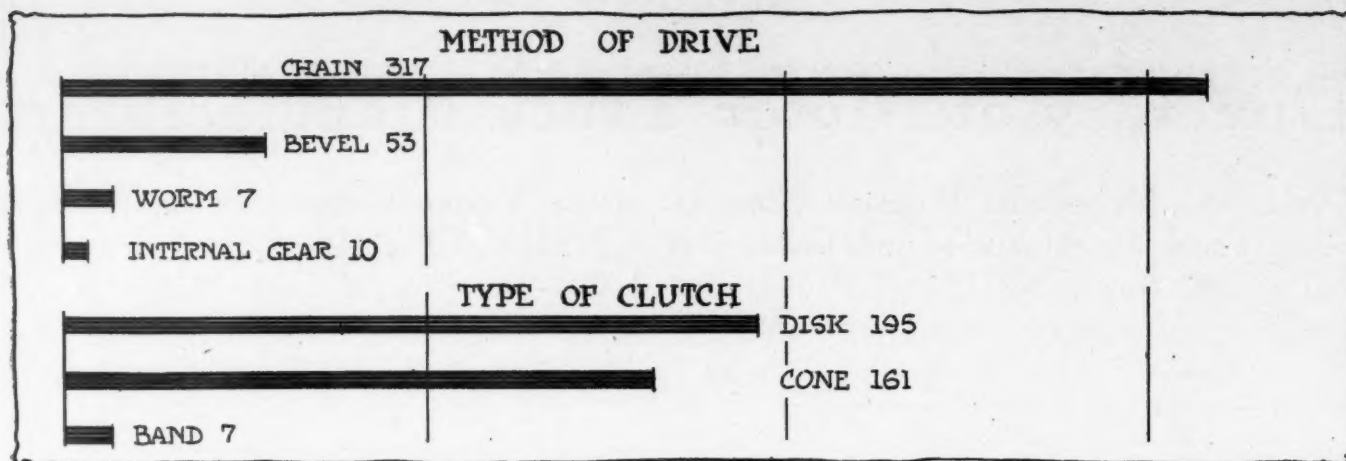 METHOD OF DRIVE
CHAIN 317
BEVEL 53
WORM 7
INTERNAL GEAR 10
TYPE OF CLUTCH
DISK 195
CONE 161
BAND 7